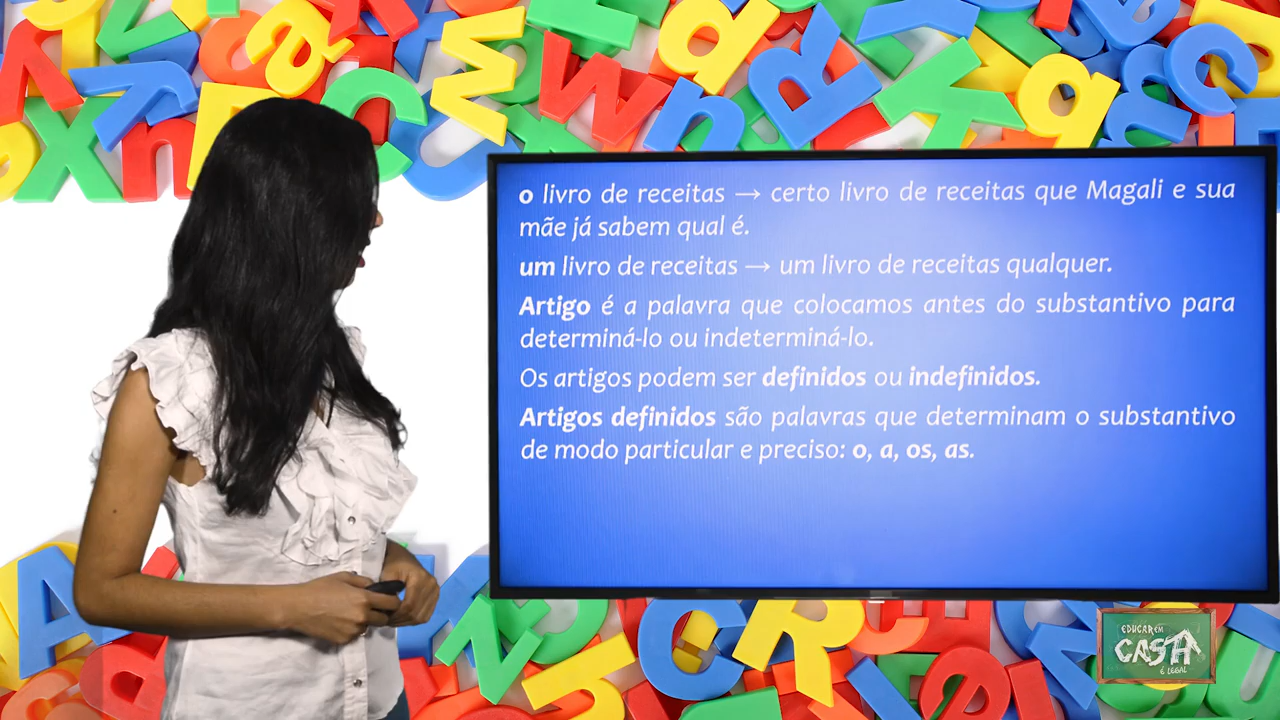 o livro de receitas → certo livro de receitas que Magali e sua
mãe já sabem qual é.
um livro de receitas → um livro de receitas qualquer.
Artigo é a palavra que colocamos antes do substantivo para
determiná-lo ou indeterminá-lo.
Os artigos podem ser definidos ou indefinidos.
Artigos definidos são palavras que determinam o substantivo
de modo particular e preciso: o, a, os, as.
EDUCAR EM
CASA
É LEGAL